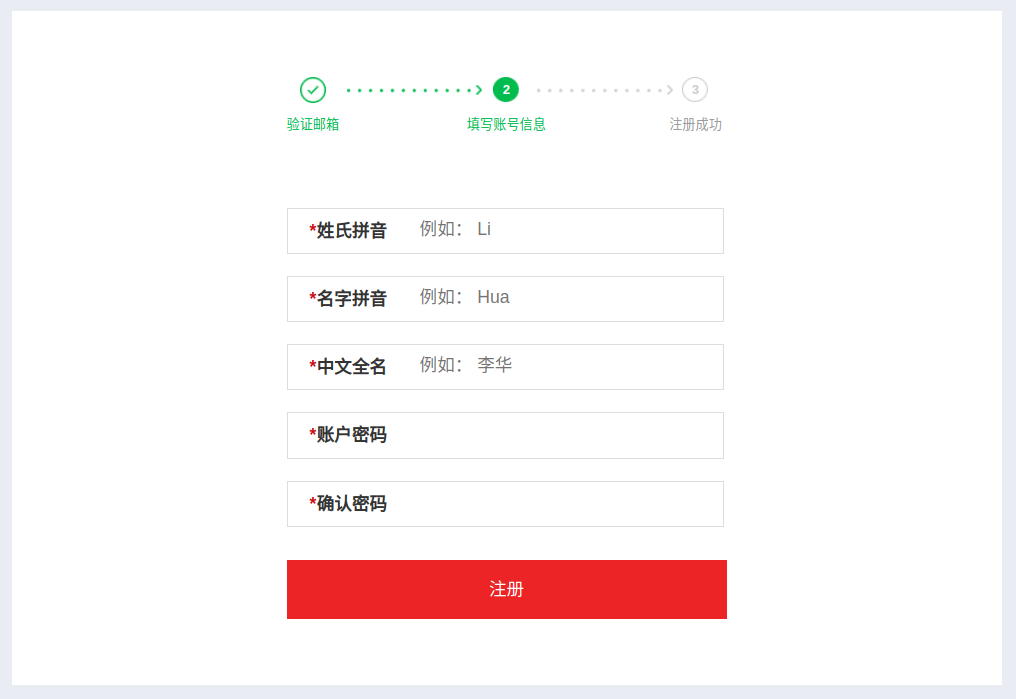 2
3
验证邮箱
填写账号信息
注册成功
*姓氏拼音 例如： Li
*名字拼音 例如： Hua
*中文全名 例如： 李华
*账户密码
*确认密码
注册